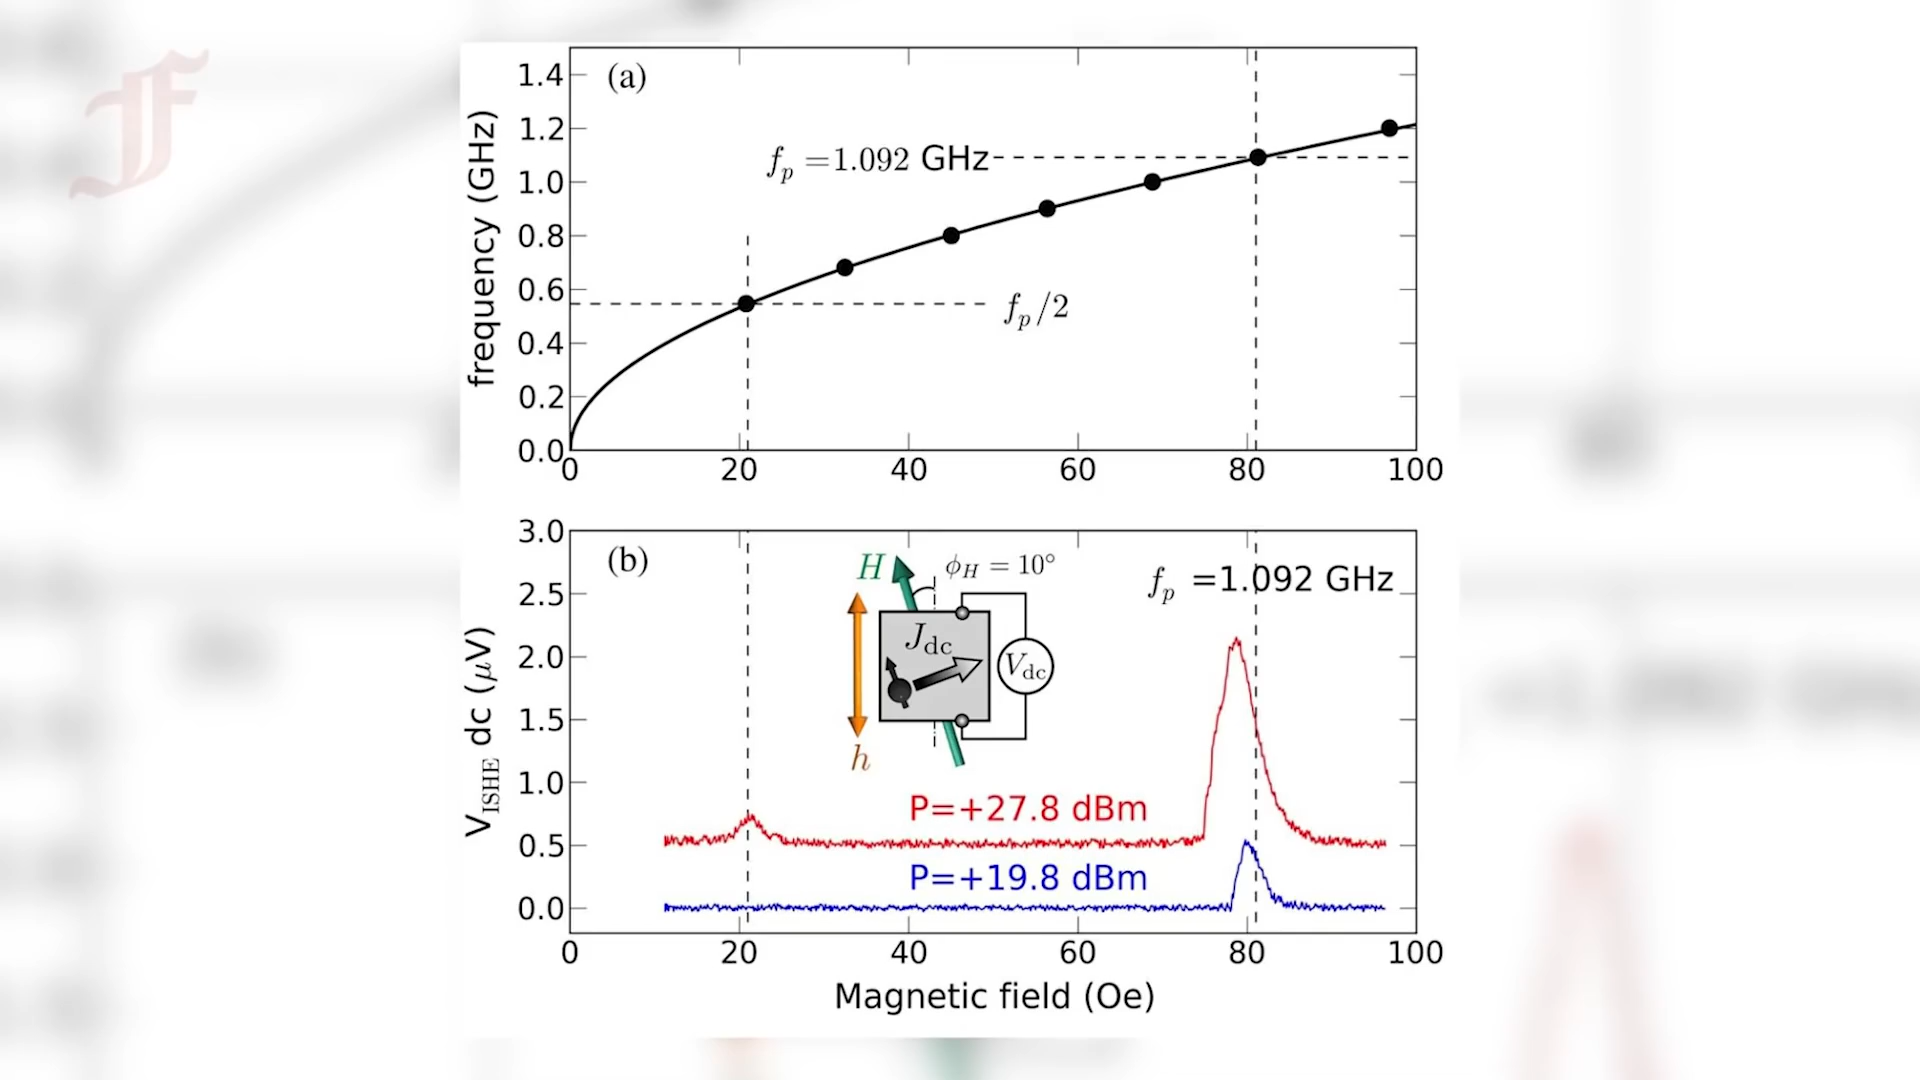 (a)
1.4
1.2
1.0
0.8
0.6
0.4
0.2
0.0
frequency (GHz)
f_p =1.092 GHz
f_p/2
0 20 40 60 80 100
(b)
3.0
2.5
2.0
1.5
1.0
0.5
0.0
V_ISHE dc (μV)
H
ϕ_H = 10°
f_p =1.092 GHz
J_dc
V_dc
h
P=+27.8 dBm
P=+19.8 dBm
0 20 40 60 80 100
Magnetic field (Oe)